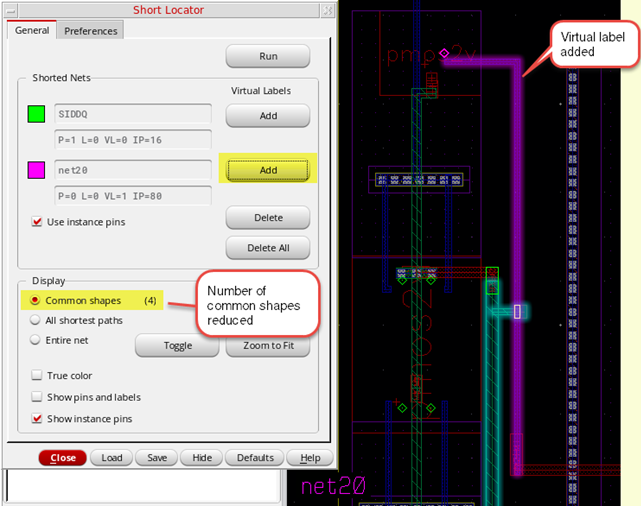 Short Locator
General
Preferences
Run
Shorted Nets
Virtual Labels
SIDDQ
Add
P=1 L=0 VL=0 IP=16
net20
Add
P=0 L=0 VL=1 IP=80
Use instance pins
Delete
Delete All
Display
Common shapes (4)
All shortest paths
Entire net
Toggle
Zoom to Fit
True color
Show pins and labels
Show instance pins
Close
Load
Save
Hide
Defaults
Help
Number of
common shapes
reduced
Virtual label
added
net20